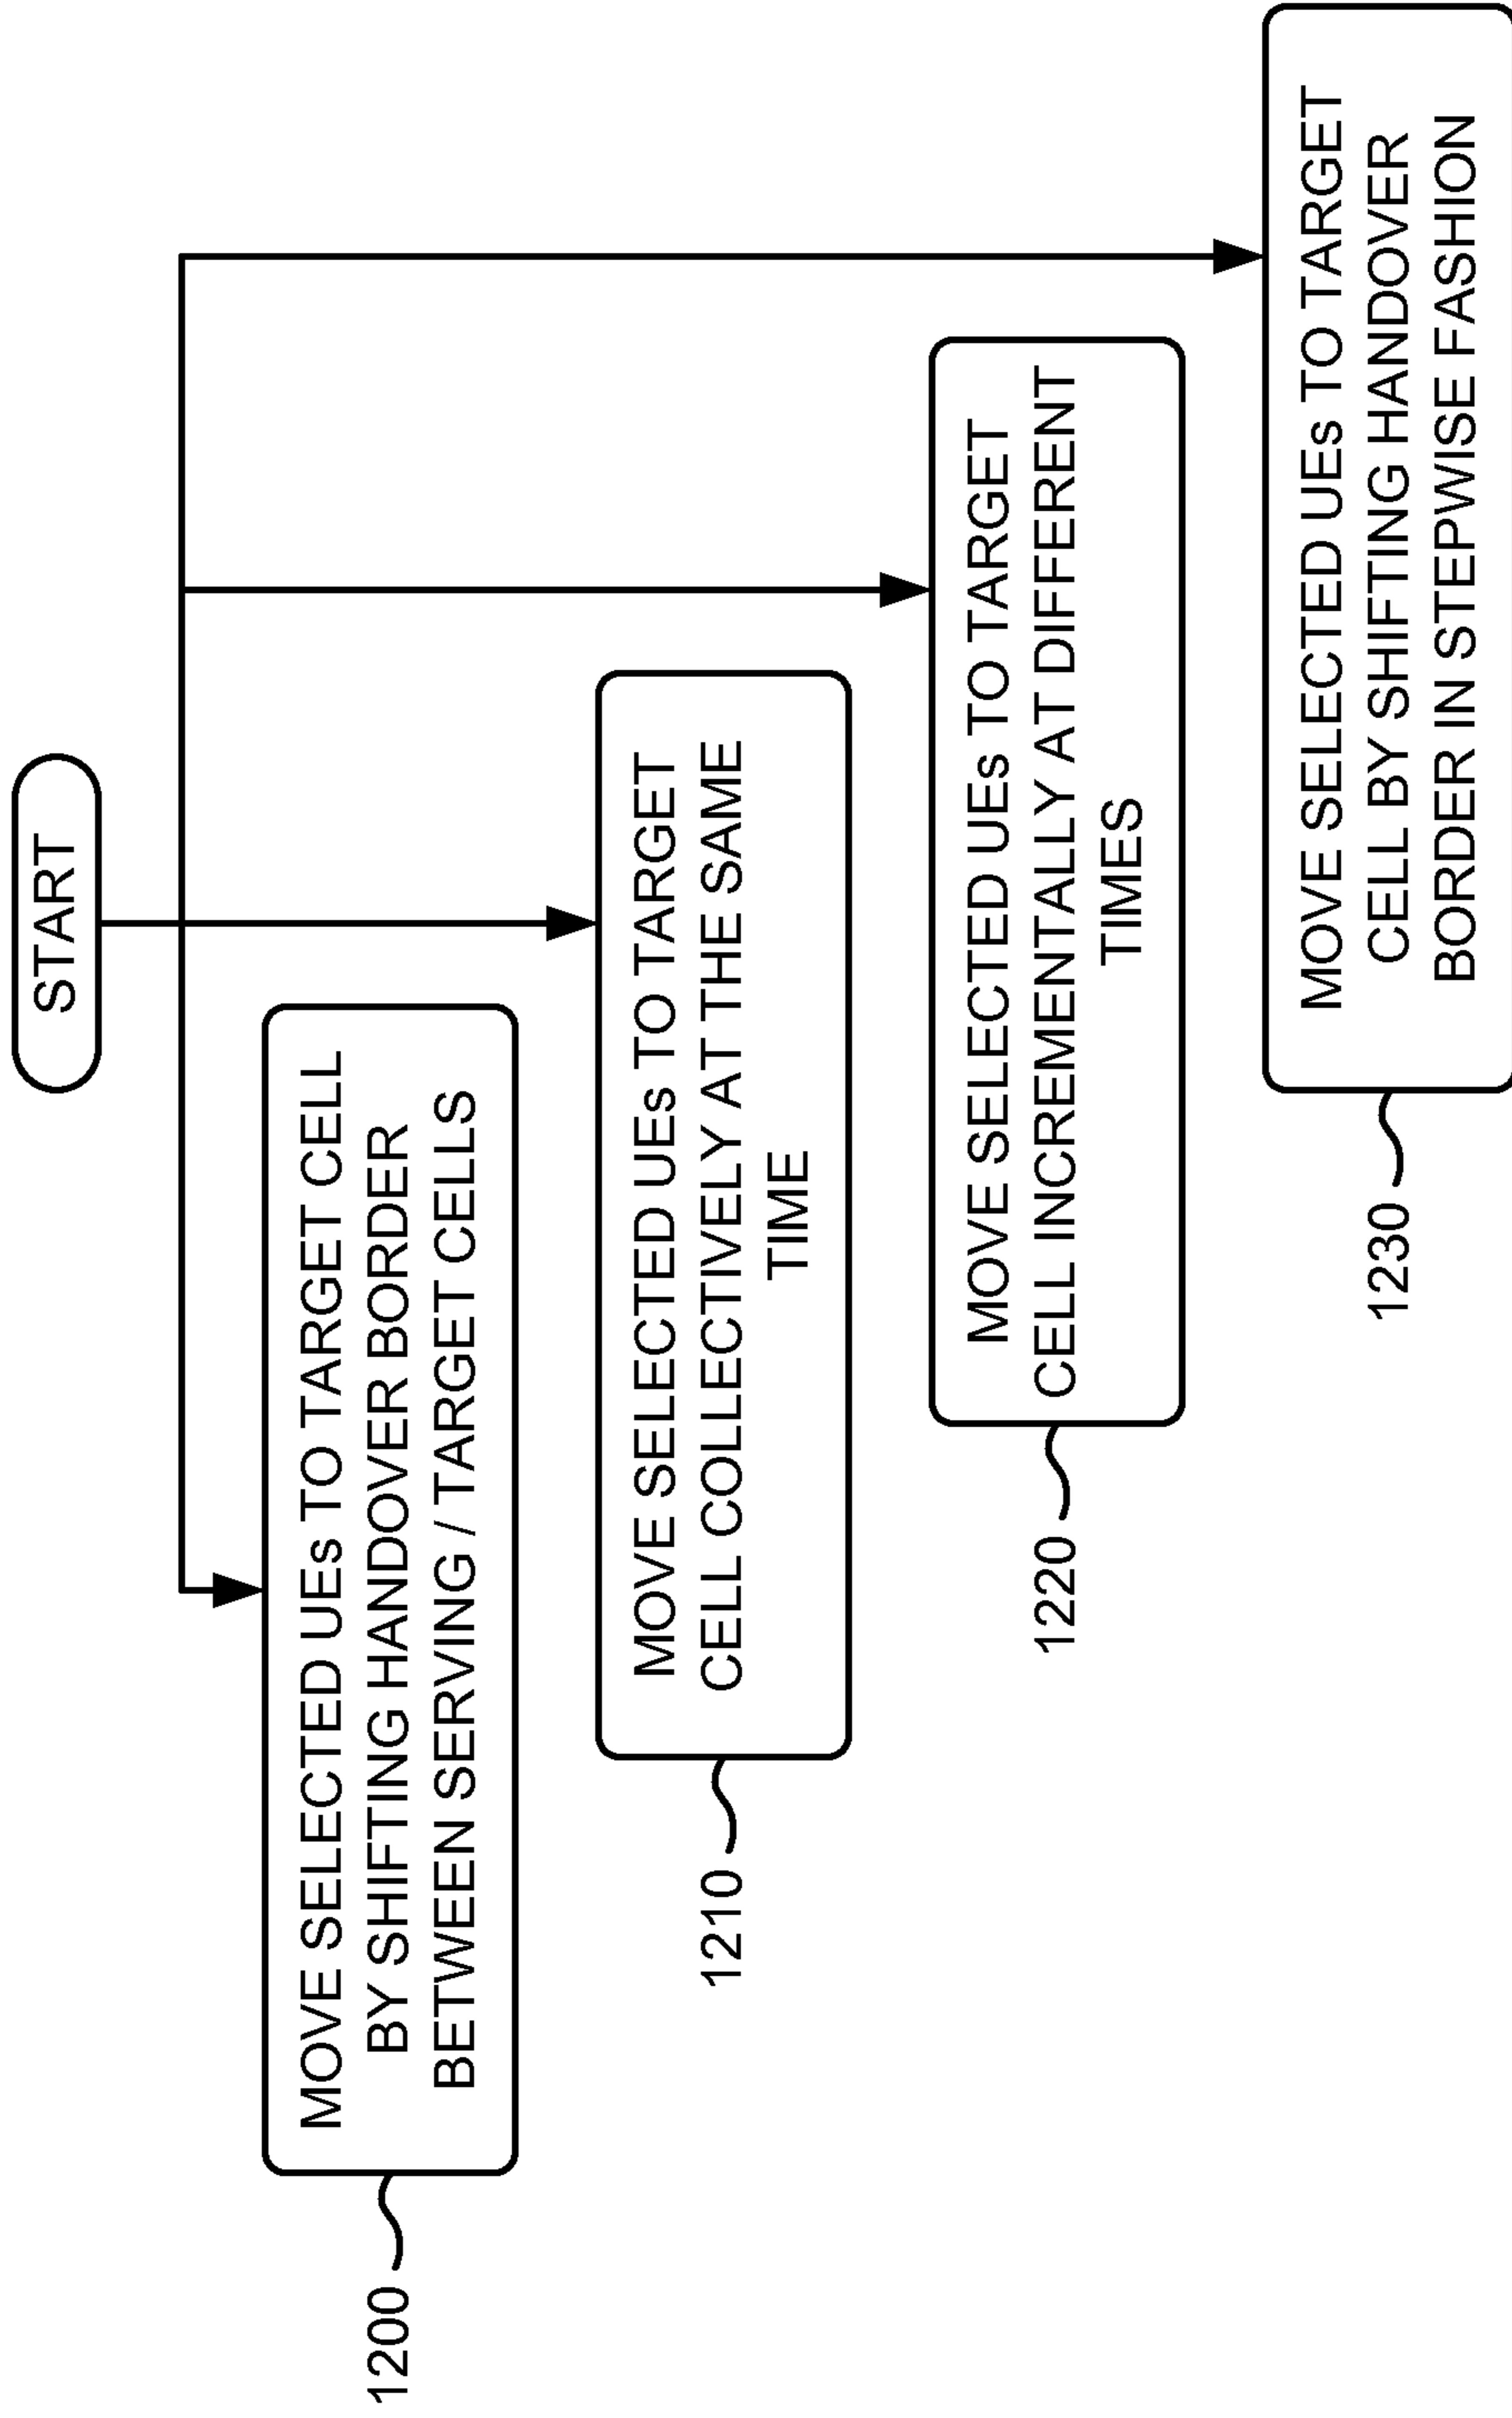 START
MOVE SELECTED UEs TO TARGET CELL
BY SHIFTING HANDOVER BORDER
BETWEEN SERVING / TARGET CELLS
1200
MOVE SELECTED UEs TO TARGET
CELL COLLECTIVELY AT THE SAME
TIME
1210
MOVE SELECTED UEs TO TARGET
CELL INCREMENTALLY AT DIFFERENT
TIMES
1220
MOVE SELECTED UEs TO TARGET
CELL BY SHIFTING HANDOVER
BORDER IN STEPWISE FASHION
1230